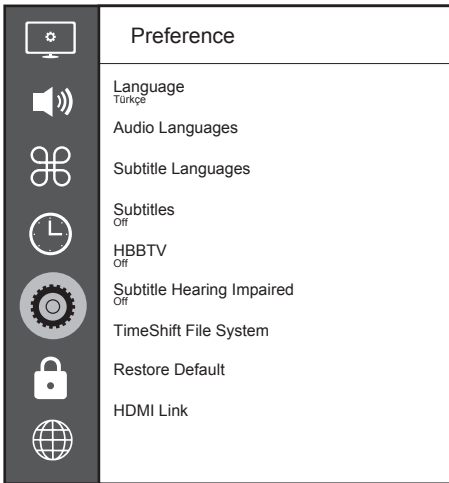 Preference
Language
Türkçe
Audio Languages
Subtitle Languages
Subtitles
Off
HBBTV
Off
Subtitle Hearing Impaired
Off
TimeShift File System
Restore Default
HDMI Link